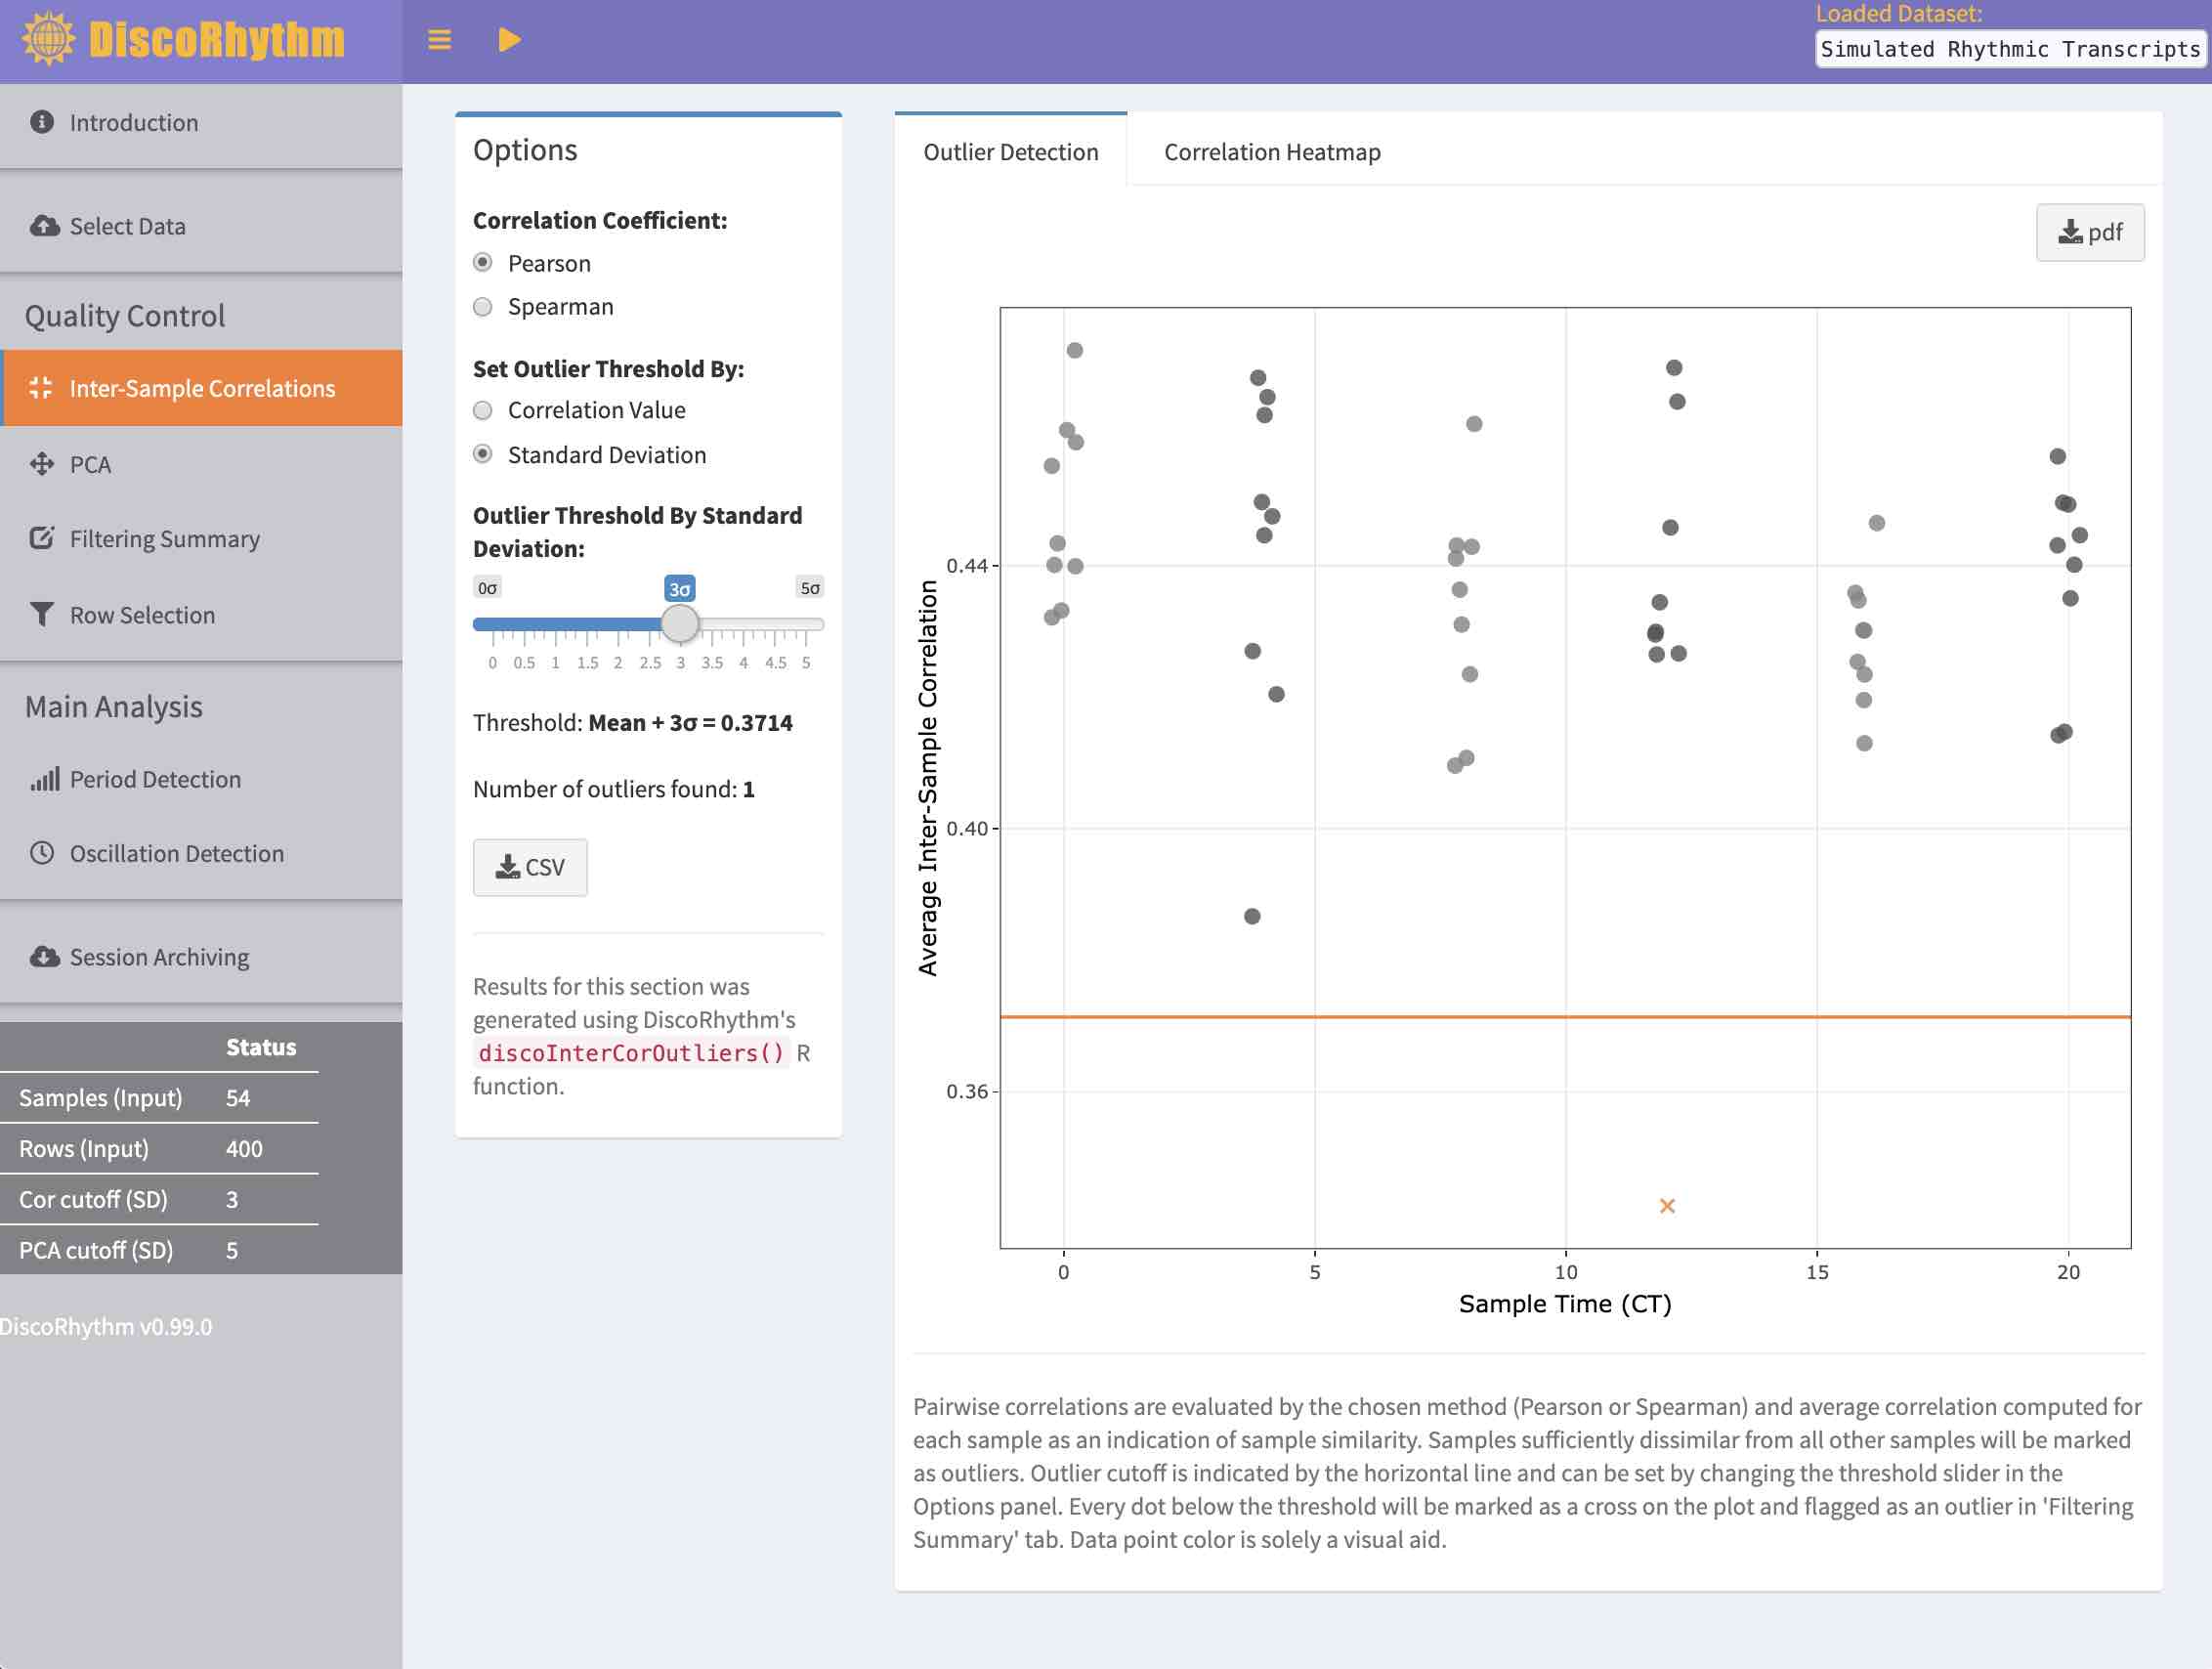 DiscoRhythm
Loaded Dataset:
Simulated Rhythmic Transcripts
Introduction
Select Data
Quality Control
Inter-Sample Correlations
PCA
Filtering Summary
Row Selection
Main Analysis
Period Detection
Oscillation Detection
Session Archiving
Status
Samples (Input) 54
Rows (Input) 400
Cor cutoff (SD) 3
PCA cutoff (SD) 5
DiscoRhythm v0.99.0
Options
Correlation Coefficient:
Pearson
Spearman
Set Outlier Threshold By:
Correlation Value
Standard Deviation
Outlier Threshold By Standard
Deviation:
0σ 3σ 5σ
0 0.5 1 1.5 2 2.5 3 3.5 4 4.5 5
Threshold: Mean + 3σ = 0.3714
Number of outliers found: 1
CSV
Results for this section was
generated using DiscoRhythm's
discoInterCorOutliers() R
function.
Outlier Detection Correlation Heatmap
pdf
Average Inter-Sample Correlation
0.44
0.40
0.36
0 5 10 15 20
Sample Time (CT)
Pairwise correlations are evaluated by the chosen method (Pearson or Spearman) and average correlation computed for
each sample as an indication of sample similarity. Samples sufficiently dissimilar from all other samples will be marked
as outliers. Outlier cutoff is indicated by the horizontal line and can be set by changing the threshold slider in the
Options panel. Every dot below the threshold will be marked as a cross on the plot and flagged as an outlier in 'Filtering
Summary' tab. Data point color is solely a visual aid.